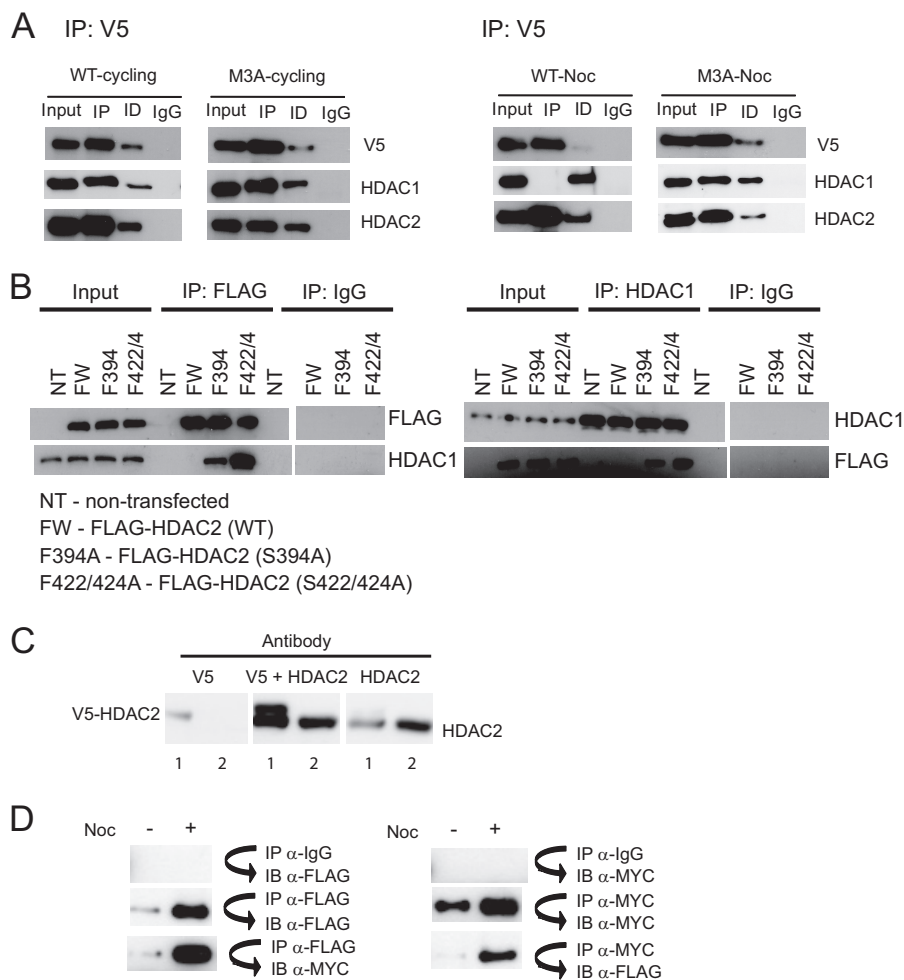 A IP: V5 IP: V5
WT-cycling M3A-cycling WT-Noc M3A-Noc
Input IP ID IgG Input IP ID IgG Input IP ID IgG Input IP ID IgG
V5 V5
HDAC1 HDAC1
HDAC2 HDAC2
B Input IP: FLAG IP: IgG Input IP: HDAC1 IP: IgG
NT FW F394 F422/4 NT FW F394 F422/4 NT FW F394 F422/4 NT FW F394 F422/4 NT FW F394 F422/4 NT FW F394 F422/4
FLAG HDAC1
HDAC1 FLAG
NT - non-transfected
FW - FLAG-HDAC2 (WT)
F394A - FLAG-HDAC2 (S394A)
F422/424A - FLAG-HDAC2 (S422/424A)
C Antibody
V5 V5 + HDAC2 HDAC2
V5-HDAC2 HDAC2
1 2 1 2 1 2
D Noc - + Noc - +
IP α-IgG IP α-IgG
IB α-FLAG IB α-MYC
IP α-FLAG IP α-MYC
IB α-FLAG IB α-MYC
IP α-FLAG IP α-MYC
IB α-MYC IB α-FLAG